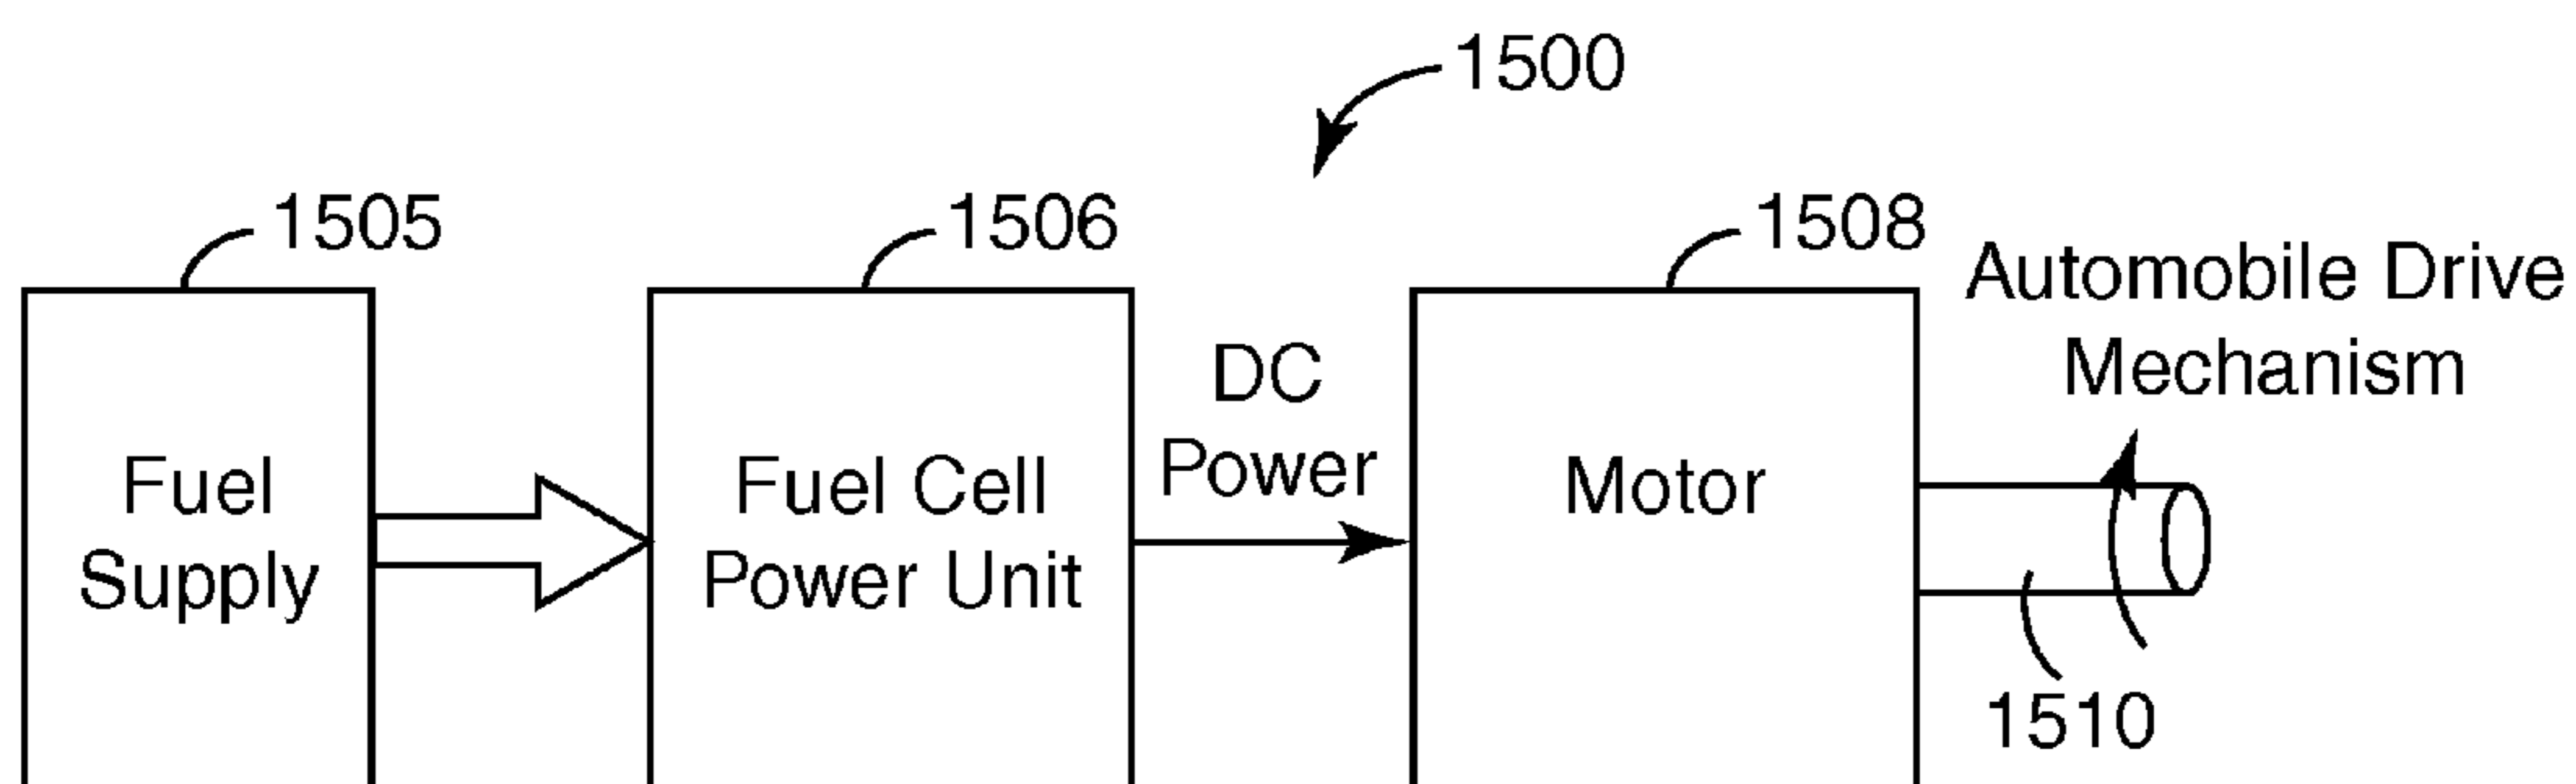 1500
1505
1506
1508
Automobile Drive
Mechanism
DC
Power
Fuel
Supply
Fuel Cell
Power Unit
Motor
1510